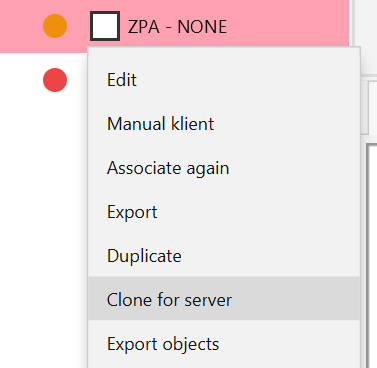 ZPA - NONE
Edit
Manual klient
Associate again
Export
Duplicate
Clone for server
Export objects